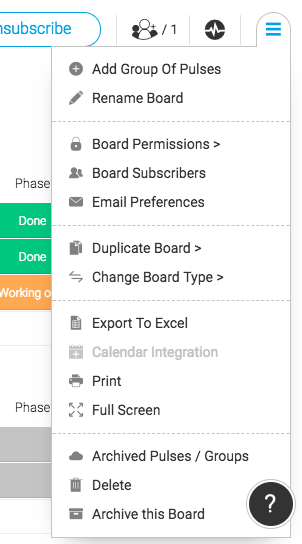 nsubscribe
/ 1
Add Group Of Pulses
Rename Board
Board Permissions >
Phase
Board Subscribers
Email Preferences
Done
Duplicate Board >
Done
Change Board Type >
Working o
Export To Excel
Calendar Integration
Print
Phase
Full Screen
Archived Pulses / Groups
Delete
?
Archive this Board